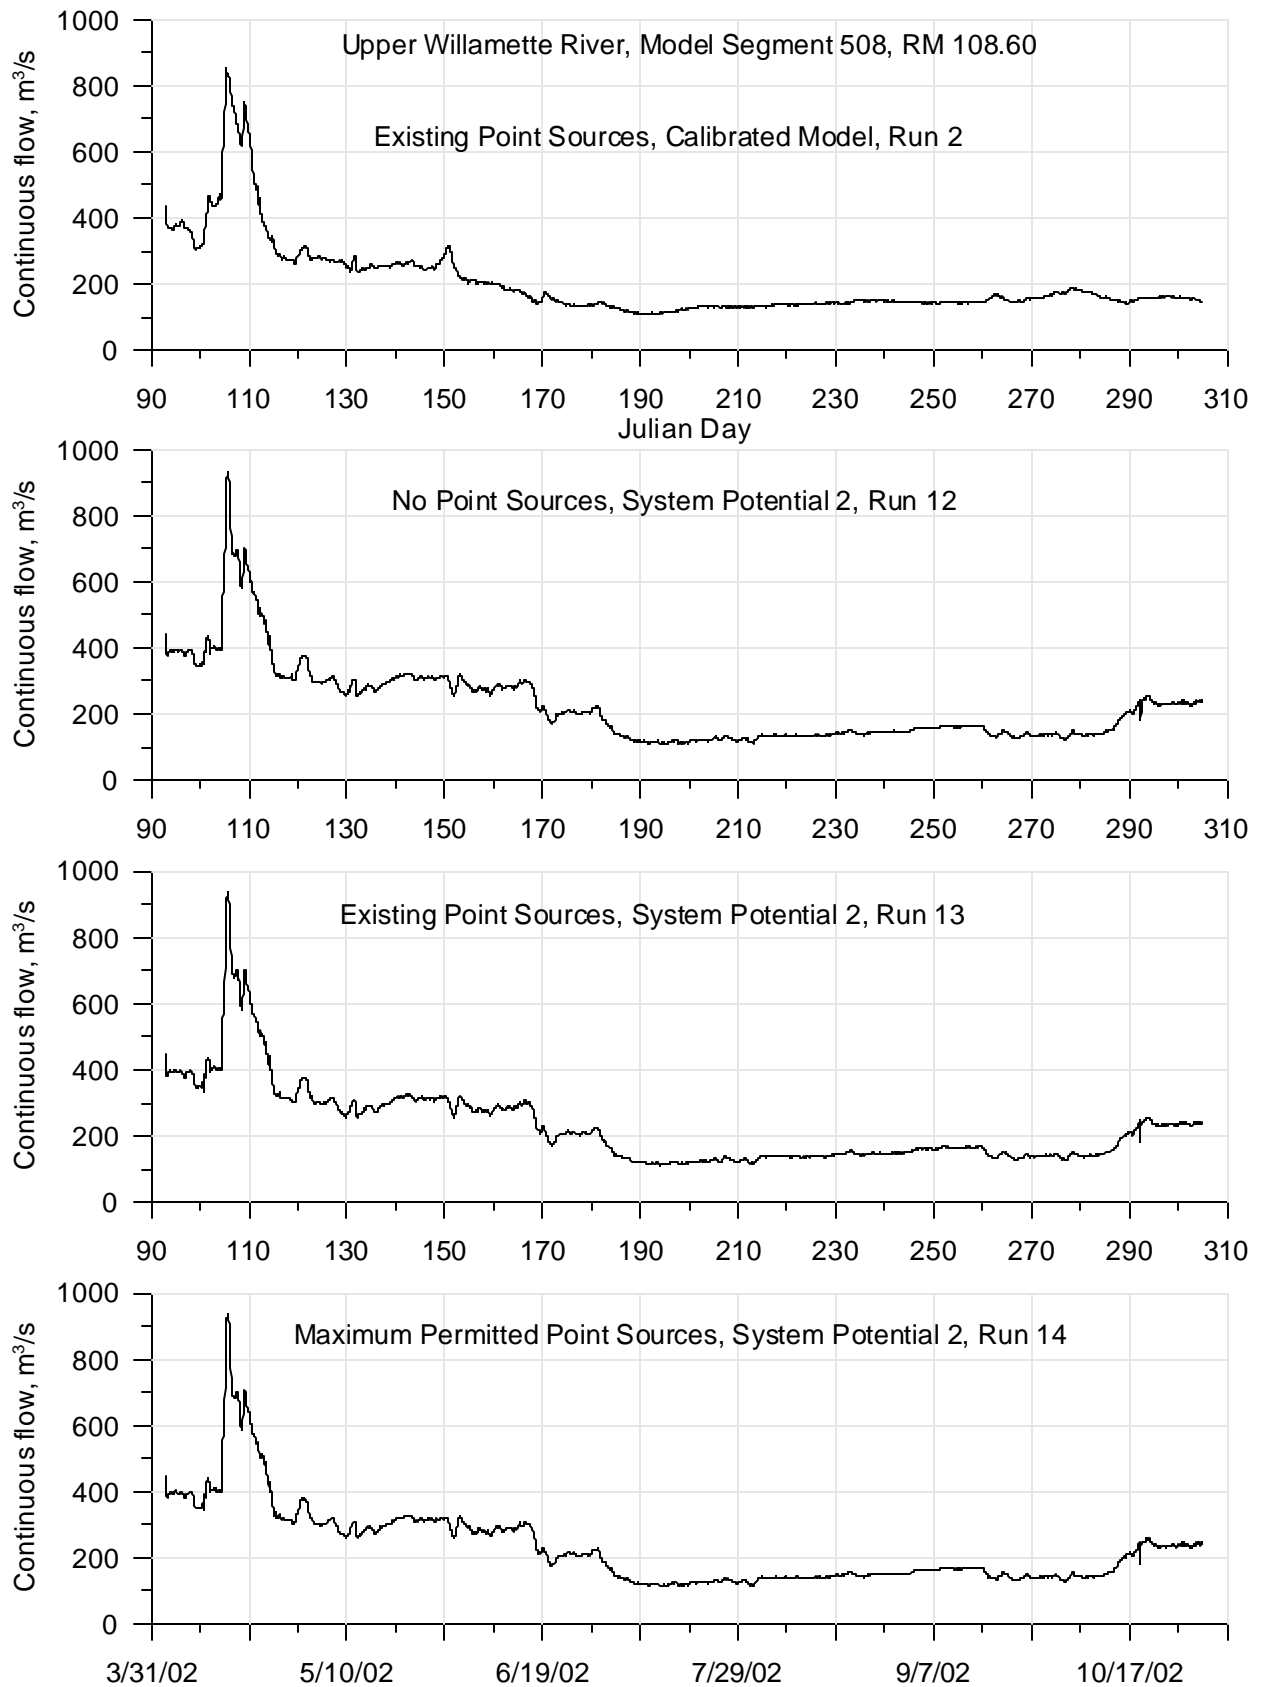 Upper Willamette River, Model Segment 508, RM 108.60
Existing Point Sources, Calibrated Model, Run 2
Continuous flow, m³/s
1000
800
600
400
200
0
90 110 130 150 170 190 210 230 250 270 290 310
Julian Day
No Point Sources, System Potential 2, Run 12
Continuous flow, m³/s
1000
800
600
400
200
0
90 110 130 150 170 190 210 230 250 270 290 310
Existing Point Sources, System Potential 2, Run 13
Continuous flow, m³/s
1000
800
600
400
200
0
90 110 130 150 170 190 210 230 250 270 290 310
Maximum Permitted Point Sources, System Potential 2, Run 14
Continuous flow, m³/s
1000
800
600
400
200
0
3/31/02 5/10/02 6/19/02 7/29/02 9/7/02 10/17/02